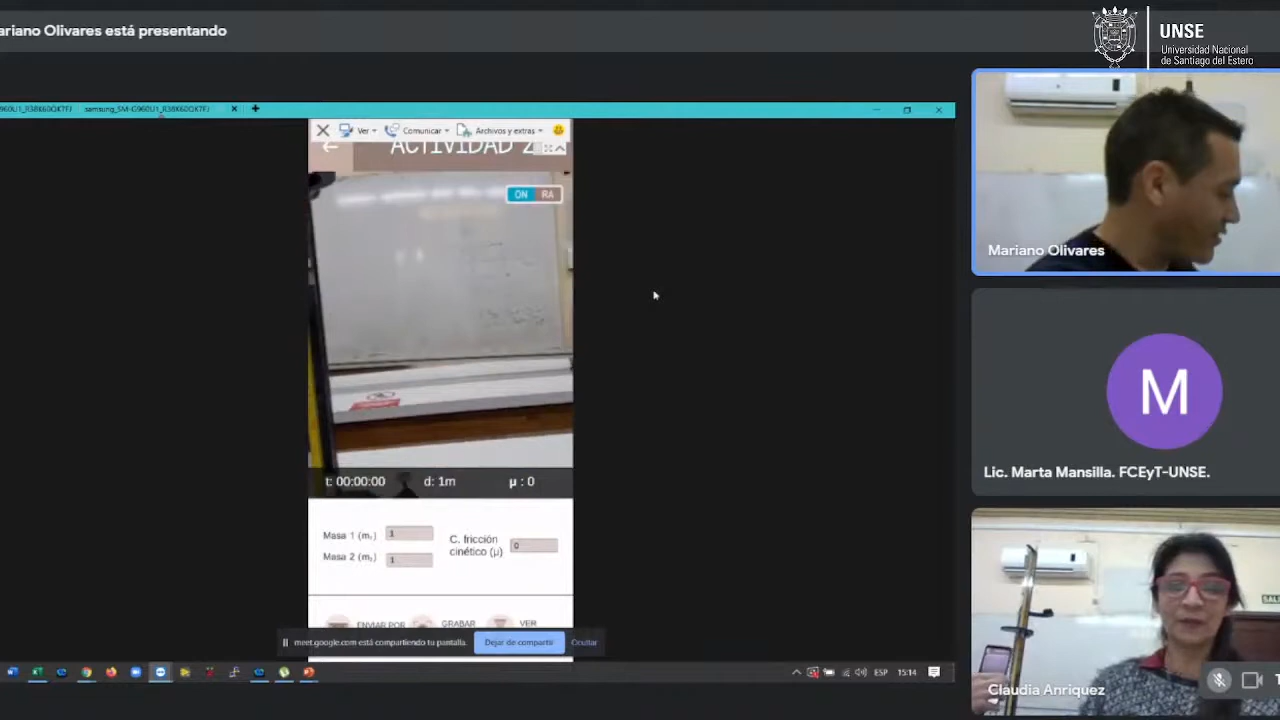 ariano Olivares está presentando
UNSE
Universidad Nacional
de Santiago del Estero
samsung_SM-G960U1_R38K60QK7FJ
Ver
Comunicar
Archivos y extras
ACTIVIDAD 2
ON RA
t: 00:00:00 d: 1m μ : 0
Masa 1 (m₁) 1
Masa 2 (m₂) 1
C. fricción
cinético (μ) 0
ENVIAR POR
GRABAR
VER
meet.google.com está compartiendo tu pantalla.
Dejar de compartir
Ocultar
ESP
15:14
Mariano Olivares
M
Lic. Marta Mansilla. FCEyT-UNSE.
Claudia Anriquez